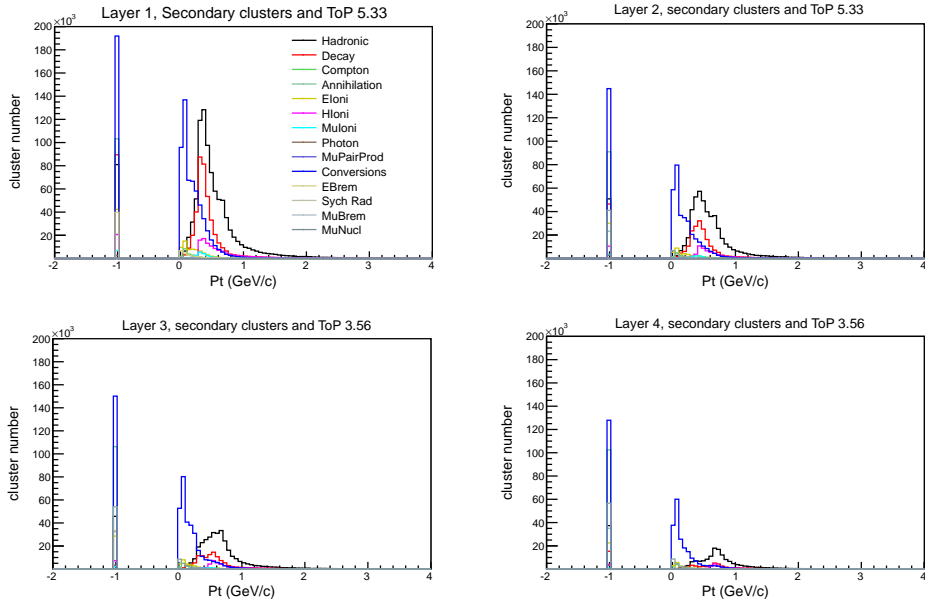 Layer 1, Secondary clusters and ToP 5.33
×10³
200
180
160
140
120
100
80
60
40
20
cluster number
-2
-1
0
1
2
3
4
Pt (GeV/c)
Hadronic
Decay
Compton
Annihilation
EIoni
HIoni
MuIoni
Photon
MuPairProd
Conversions
EBrem
Sych Rad
MuBrem
MuNucl
Layer 2, secondary clusters and ToP 5.33
×10³
200
180
160
140
120
100
80
60
40
20
cluster number
-2
-1
0
1
2
3
4
Pt (GeV/c)
Layer 3, secondary clusters and ToP 3.56
×10³
200
180
160
140
120
100
80
60
40
20
cluster number
-2
-1
0
1
2
3
4
Pt (GeV/c)
Layer 4, secondary clusters and ToP 3.56
×10³
200
180
160
140
120
100
80
60
40
20
cluster number
-2
-1
0
1
2
3
4
Pt (GeV/c)